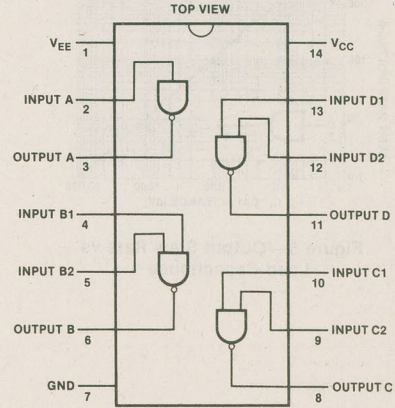 TOP VIEW
VEE
1
14
VCC
INPUT A
2
13
INPUT D1
OUTPUT A
3
12
INPUT D2
INPUT B1
4
11
OUTPUT D
INPUT B2
5
10
INPUT C1
OUTPUT B
6
9
INPUT C2
GND
7
8
OUTPUT C